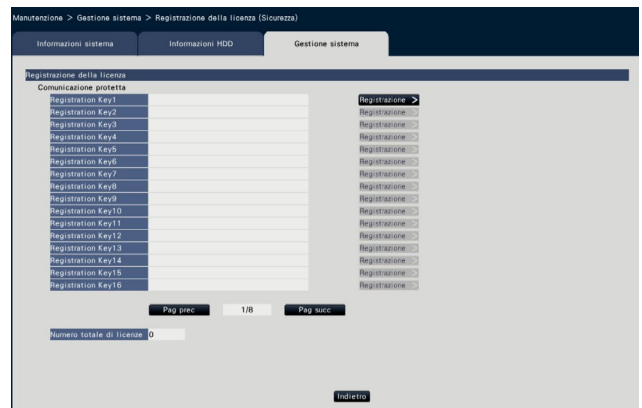 Manutenzione > Gestione sistema > Registrazione della licenza (Sicurezza)
Informazioni sistema Informazioni HDD Gestione sistema
Registrazione della licenza
Comunicazione protetta
Registration Key1 Registrazione >
Registration Key2 Registrazione >
Registration Key3 Registrazione >
Registration Key4 Registrazione >
Registration Key5 Registrazione >
Registration Key6 Registrazione >
Registration Key7 Registrazione >
Registration Key8 Registrazione >
Registration Key9 Registrazione >
Registration Key10 Registrazione >
Registration Key11 Registrazione >
Registration Key12 Registrazione >
Registration Key13 Registrazione >
Registration Key14 Registrazione >
Registration Key15 Registrazione >
Registration Key16 Registrazione >
Pag prec 1/8 Pag succ
Numero totale di licenze 0
Indietro